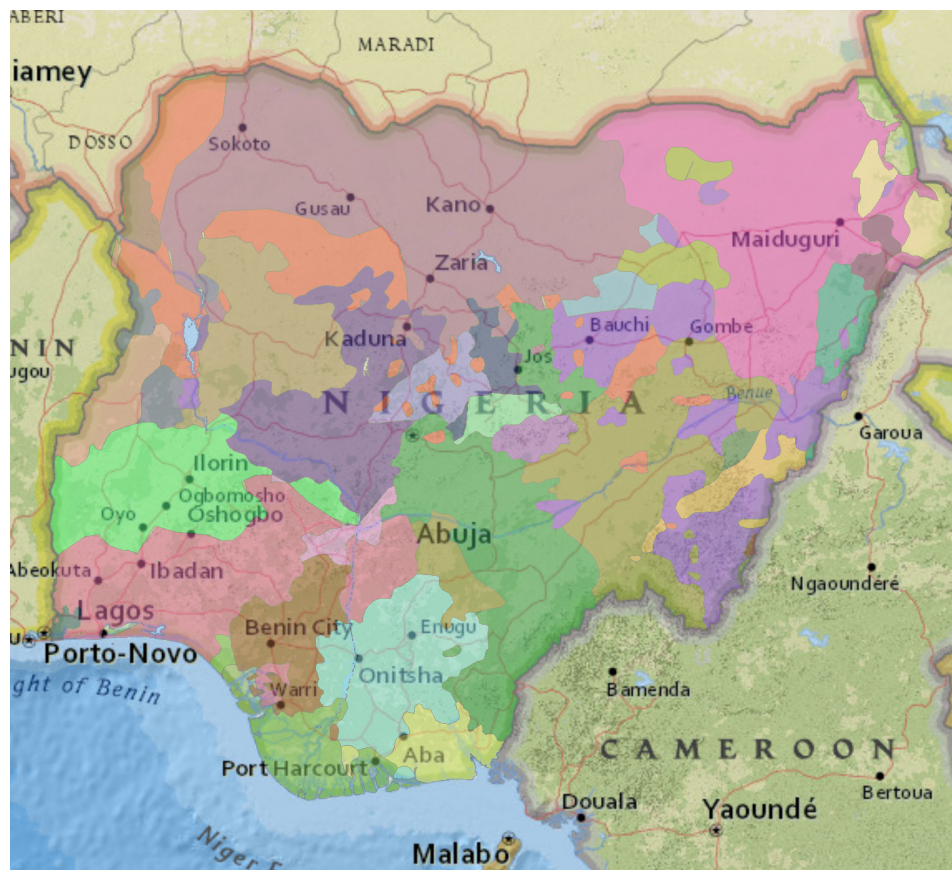 ABERI
MARADI
iamey
DOSSO
Sokoto
Gusau
Kano
Maiduguri
Zaria
NIN
ugou
Kaduna
Bauchi
Gombe
Jos
NIGERIA
Benue
Garoua
Ilorin
Ogbomosho
Oyo
Oshogbo
Abuja
Abeokuta
Ibadan
Ngaoundéré
Lagos
U
Porto-Novo
Benin City
Enugu
ght of Benin
Onitsha
Warri
Bamenda
CAMEROON
Port Harcourt
Aba
Bertoua
Douala
Yaoundé
Niger
Malabo